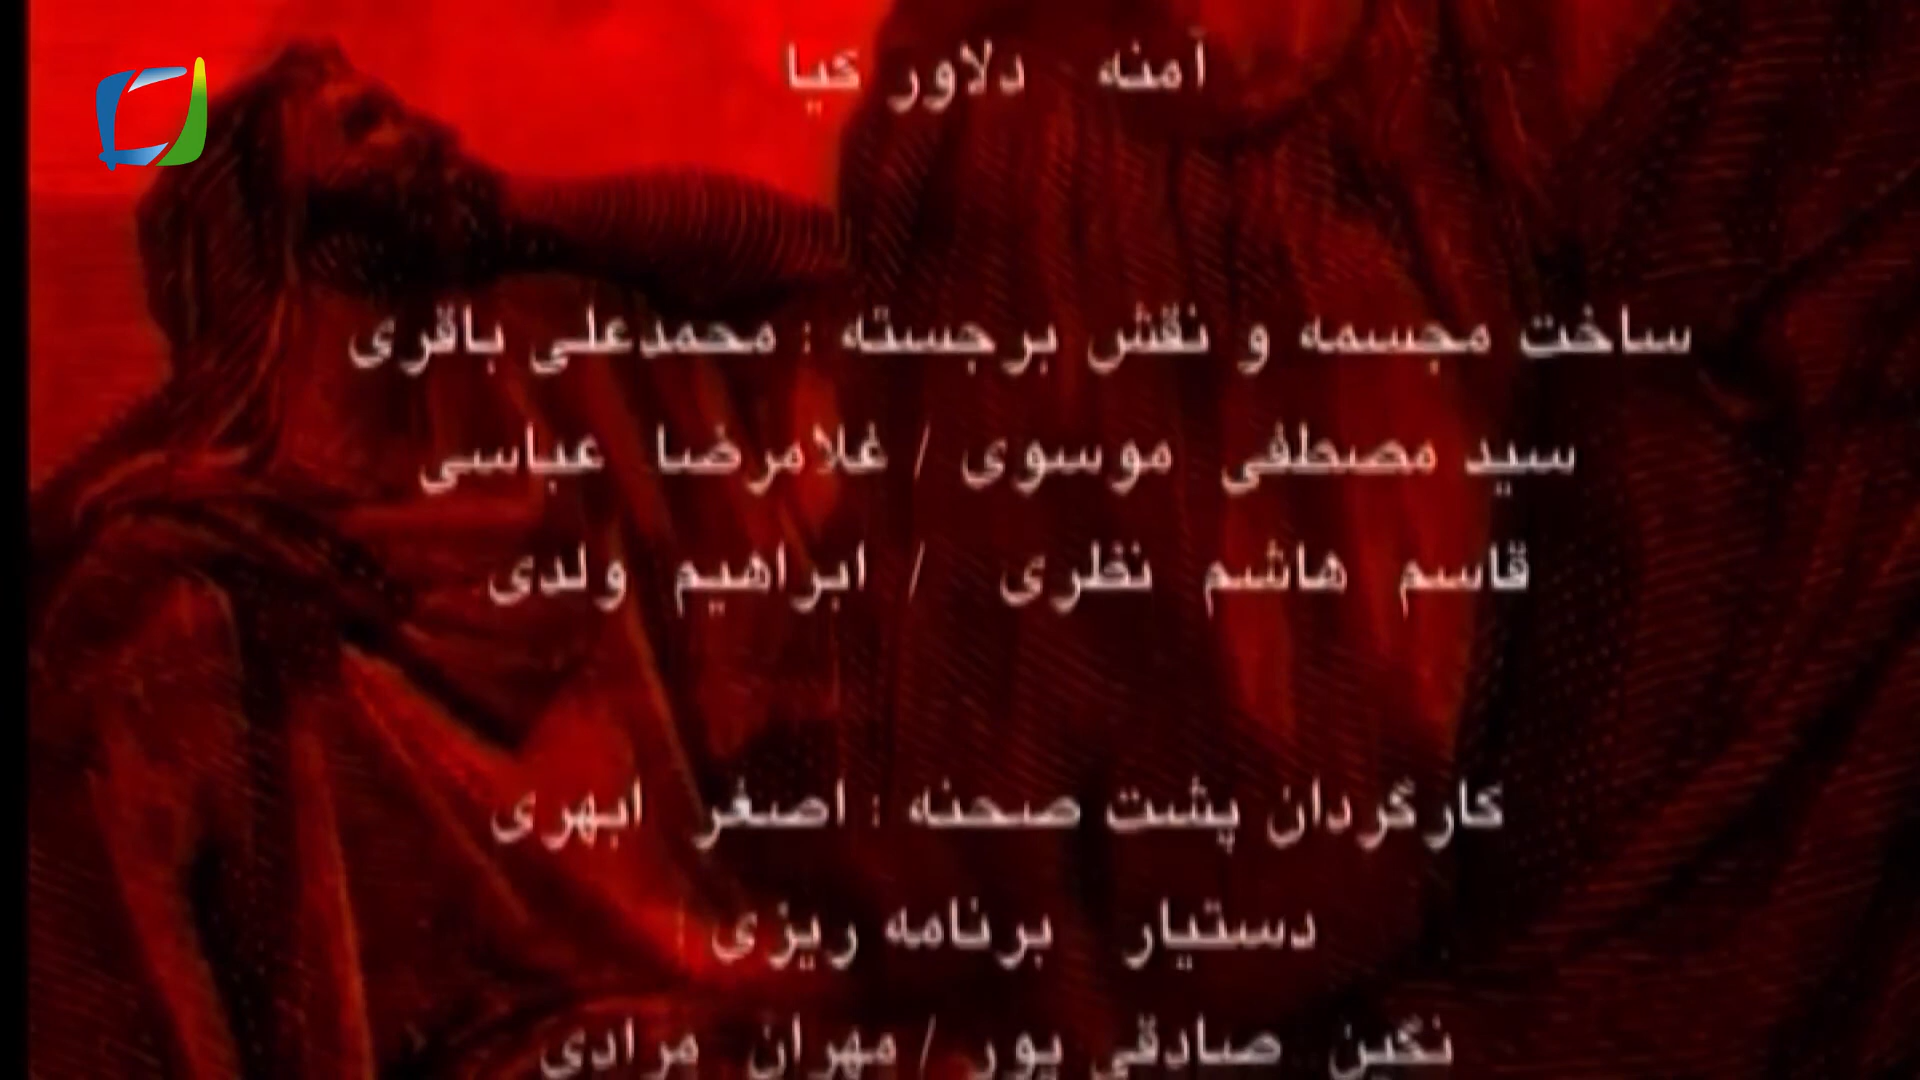 آمنه دلاور کیا
ساخت مجسمه و نقش برجسته : محمدعلی باقری
سید مصطفی موسوی / غلامرضا عباسی
قاسم هاشم نظری / ابراهیم ولدی
کارگردان پشت صحنه : اصغر ابهری
دستیار برنامه ریزی :
نگین صادقی پور / مهران مرادی